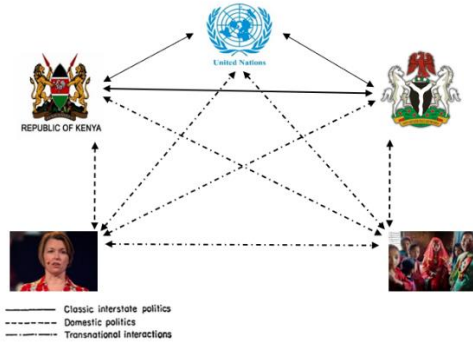 United Nations
REPUBLIC OF KENYA
Classic interstate politics
Domestic politics
Transnational interactions